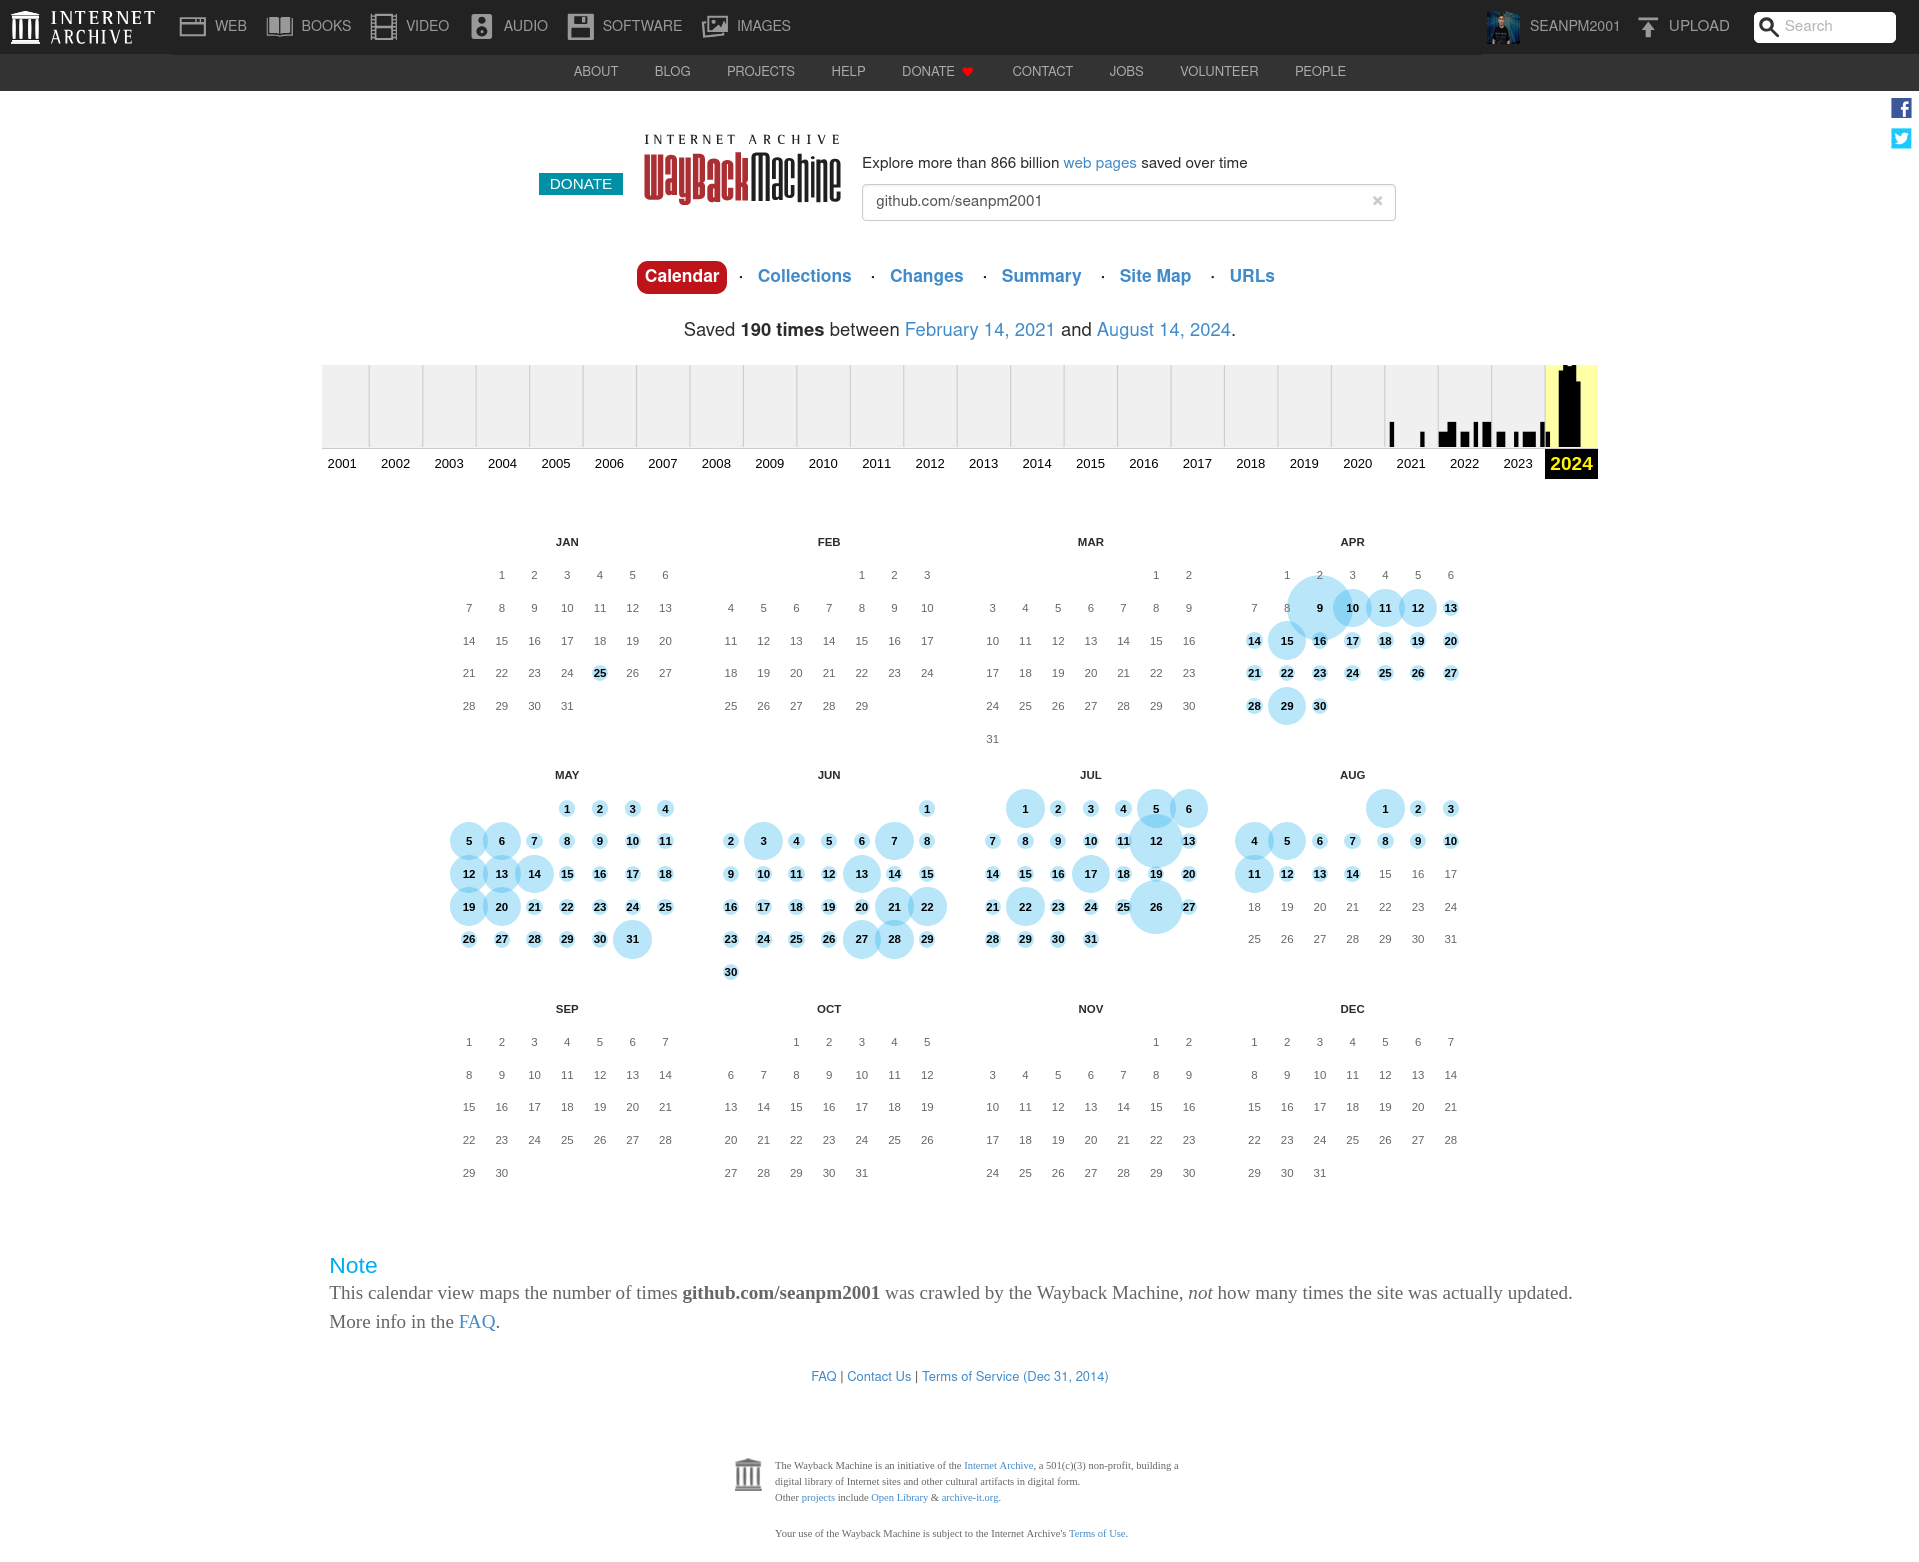 INTERNET ARCHIVE WEB BOOKS VIDEO AUDIO SOFTWARE IMAGES SEANPM2001 UPLOAD Search
ABOUT BLOG PROJECTS HELP DONATE CONTACT JOBS VOLUNTEER PEOPLE
INTERNET ARCHIVE
WayBackMachine
DONATE
Explore more than 866 billion web pages saved over time
github.com/seanpm2001 ×
Calendar · Collections · Changes · Summary · Site Map · URLs
Saved 190 times between February 14, 2021 and August 14, 2024.
2001 2002 2003 2004 2005 2006 2007 2008 2009 2010 2011 2012 2013 2014 2015 2016 2017 2018 2019 2020 2021 2022 2023 2024
JAN
1 2 3 4 5 6
7 8 9 10 11 12 13
14 15 16 17 18 19 20
21 22 23 24 25 26 27
28 29 30 31
FEB
1 2 3
4 5 6 7 8 9 10
11 12 13 14 15 16 17
18 19 20 21 22 23 24
25 26 27 28 29
MAR
1 2
3 4 5 6 7 8 9
10 11 12 13 14 15 16
17 18 19 20 21 22 23
24 25 26 27 28 29 30
31
APR
1 2 3 4 5 6
7 8 9 10 11 12 13
14 15 16 17 18 19 20
21 22 23 24 25 26 27
28 29 30
MAY
1 2 3 4
5 6 7 8 9 10 11
12 13 14 15 16 17 18
19 20 21 22 23 24 25
26 27 28 29 30 31
JUN
1
2 3 4 5 6 7 8
9 10 11 12 13 14 15
16 17 18 19 20 21 22
23 24 25 26 27 28 29
30
JUL
1 2 3 4 5 6
7 8 9 10 11 12 13
14 15 16 17 18 19 20
21 22 23 24 25 26 27
28 29 30 31
AUG
1 2 3
4 5 6 7 8 9 10
11 12 13 14 15 16 17
18 19 20 21 22 23 24
25 26 27 28 29 30 31
SEP
1 2 3 4 5 6 7
8 9 10 11 12 13 14
15 16 17 18 19 20 21
22 23 24 25 26 27 28
29 30
OCT
1 2 3 4 5
6 7 8 9 10 11 12
13 14 15 16 17 18 19
20 21 22 23 24 25 26
27 28 29 30 31
NOV
1 2
3 4 5 6 7 8 9
10 11 12 13 14 15 16
17 18 19 20 21 22 23
24 25 26 27 28 29 30
DEC
1 2 3 4 5 6 7
8 9 10 11 12 13 14
15 16 17 18 19 20 21
22 23 24 25 26 27 28
29 30 31
Note
This calendar view maps the number of times github.com/seanpm2001 was crawled by the Wayback Machine, not how many times the site was actually updated.
More info in the FAQ.
FAQ | Contact Us | Terms of Service (Dec 31, 2014)
The Wayback Machine is an initiative of the Internet Archive, a 501(c)(3) non-profit, building a
digital library of Internet sites and other cultural artifacts in digital form.
Other projects include Open Library & archive-it.org.
Your use of the Wayback Machine is subject to the Internet Archive's Terms of Use.